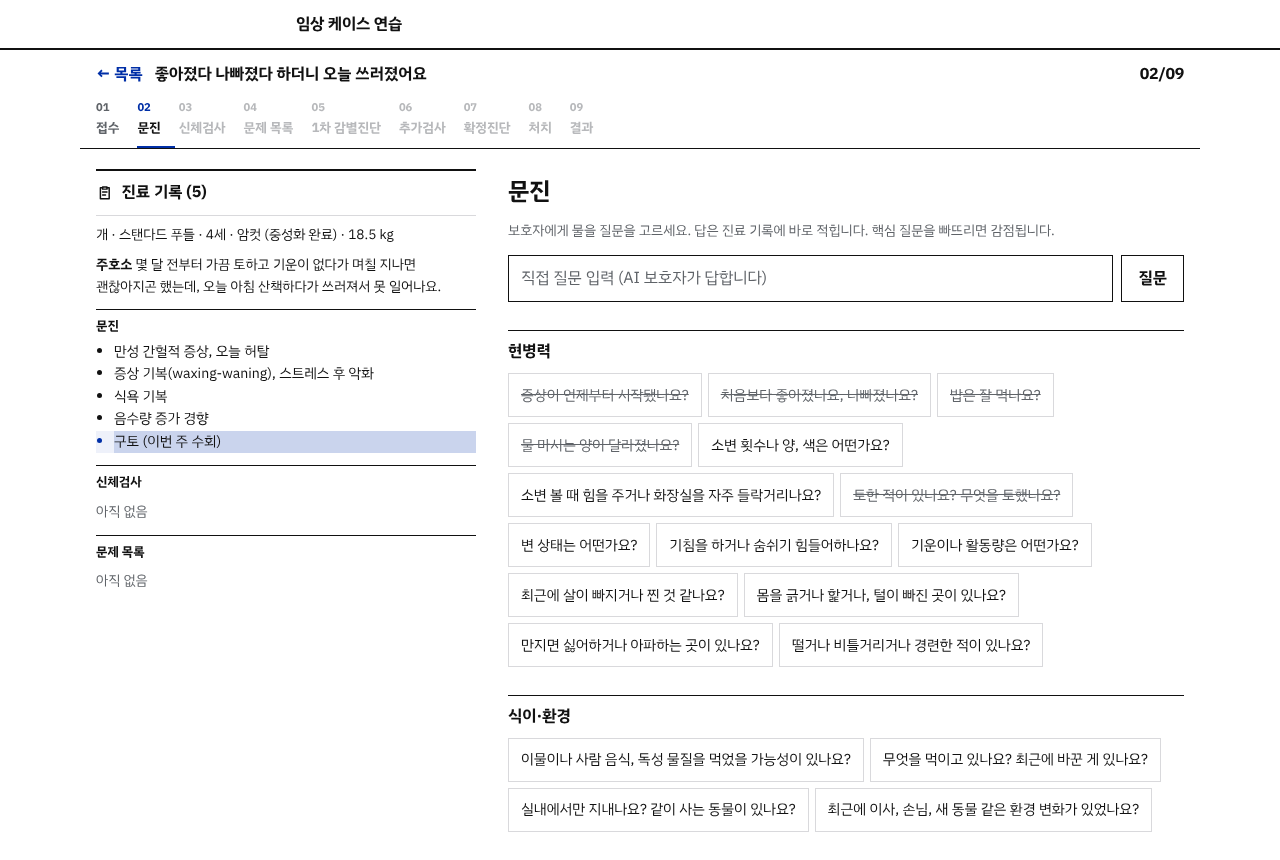 임상 케이스 연습
← 목록 좋아졌다 나빠졌다 하더니 오늘 쓰러졌어요 02/09
01 02 03 04 05 06 07 08 09
접수 문진 신체검사 문제 목록 1차 감별진단 추가검사 확정진단 처치 결과
진료 기록 (5)
개 · 스탠다드 푸들 · 4세 · 암컷 (중성화 완료) · 18.5 kg
주호소 몇 달 전부터 가끔 토하고 기운이 없다가 며칠 지나면
괜찮아지곤 했는데, 오늘 아침 산책하다가 쓰러져서 못 일어나요.
문진
• 만성 간헐적 증상, 오늘 허탈
• 증상 기복(waxing-waning), 스트레스 후 악화
• 식욕 기복
• 음수량 증가 경향
• 구토 (이번 주 수회)
신체검사
아직 없음
문제 목록
아직 없음
문진
보호자에게 물을 질문을 고르세요. 답은 진료 기록에 바로 적힙니다. 핵심 질문을 빠뜨리면 감점됩니다.
직접 질문 입력 (AI 보호자가 답합니다) 질문
현병력
증상이 언제부터 시작됐나요? 처음보다 좋아졌나요, 나빠졌나요? 밥은 잘 먹나요?
물 마시는 양이 달라졌나요? 소변 횟수나 양, 색은 어떤가요?
소변 볼 때 힘을 주거나 화장실을 자주 들락거리나요? 토한 적이 있나요? 무엇을 토했나요?
변 상태는 어떤가요? 기침을 하거나 숨쉬기 힘들어하나요? 기운이나 활동량은 어떤가요?
최근에 살이 빠지거나 찐 것 같나요? 몸을 긁거나 핥거나, 털이 빠진 곳이 있나요?
만지면 싫어하거나 아파하는 곳이 있나요? 떨거나 비틀거리거나 경련한 적이 있나요?
식이·환경
이물이나 사람 음식, 독성 물질을 먹었을 가능성이 있나요? 무엇을 먹이고 있나요? 최근에 바꾼 게 있나요?
실내에서만 지내나요? 같이 사는 동물이 있나요? 최근에 이사, 손님, 새 동물 같은 환경 변화가 있었나요?